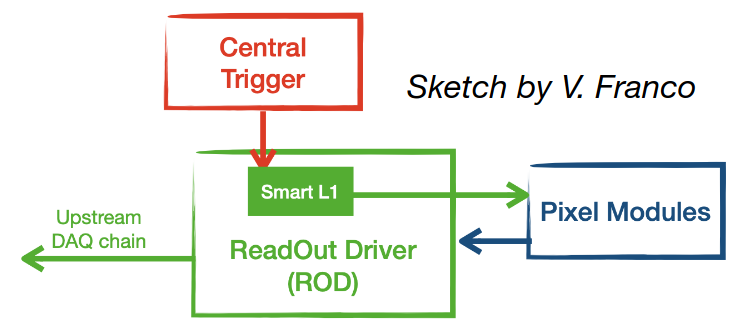 Central
Trigger
Sketch by V. Franco
Smart L1
Pixel Modules
Upstream
DAQ chain
ReadOut Driver
(ROD)